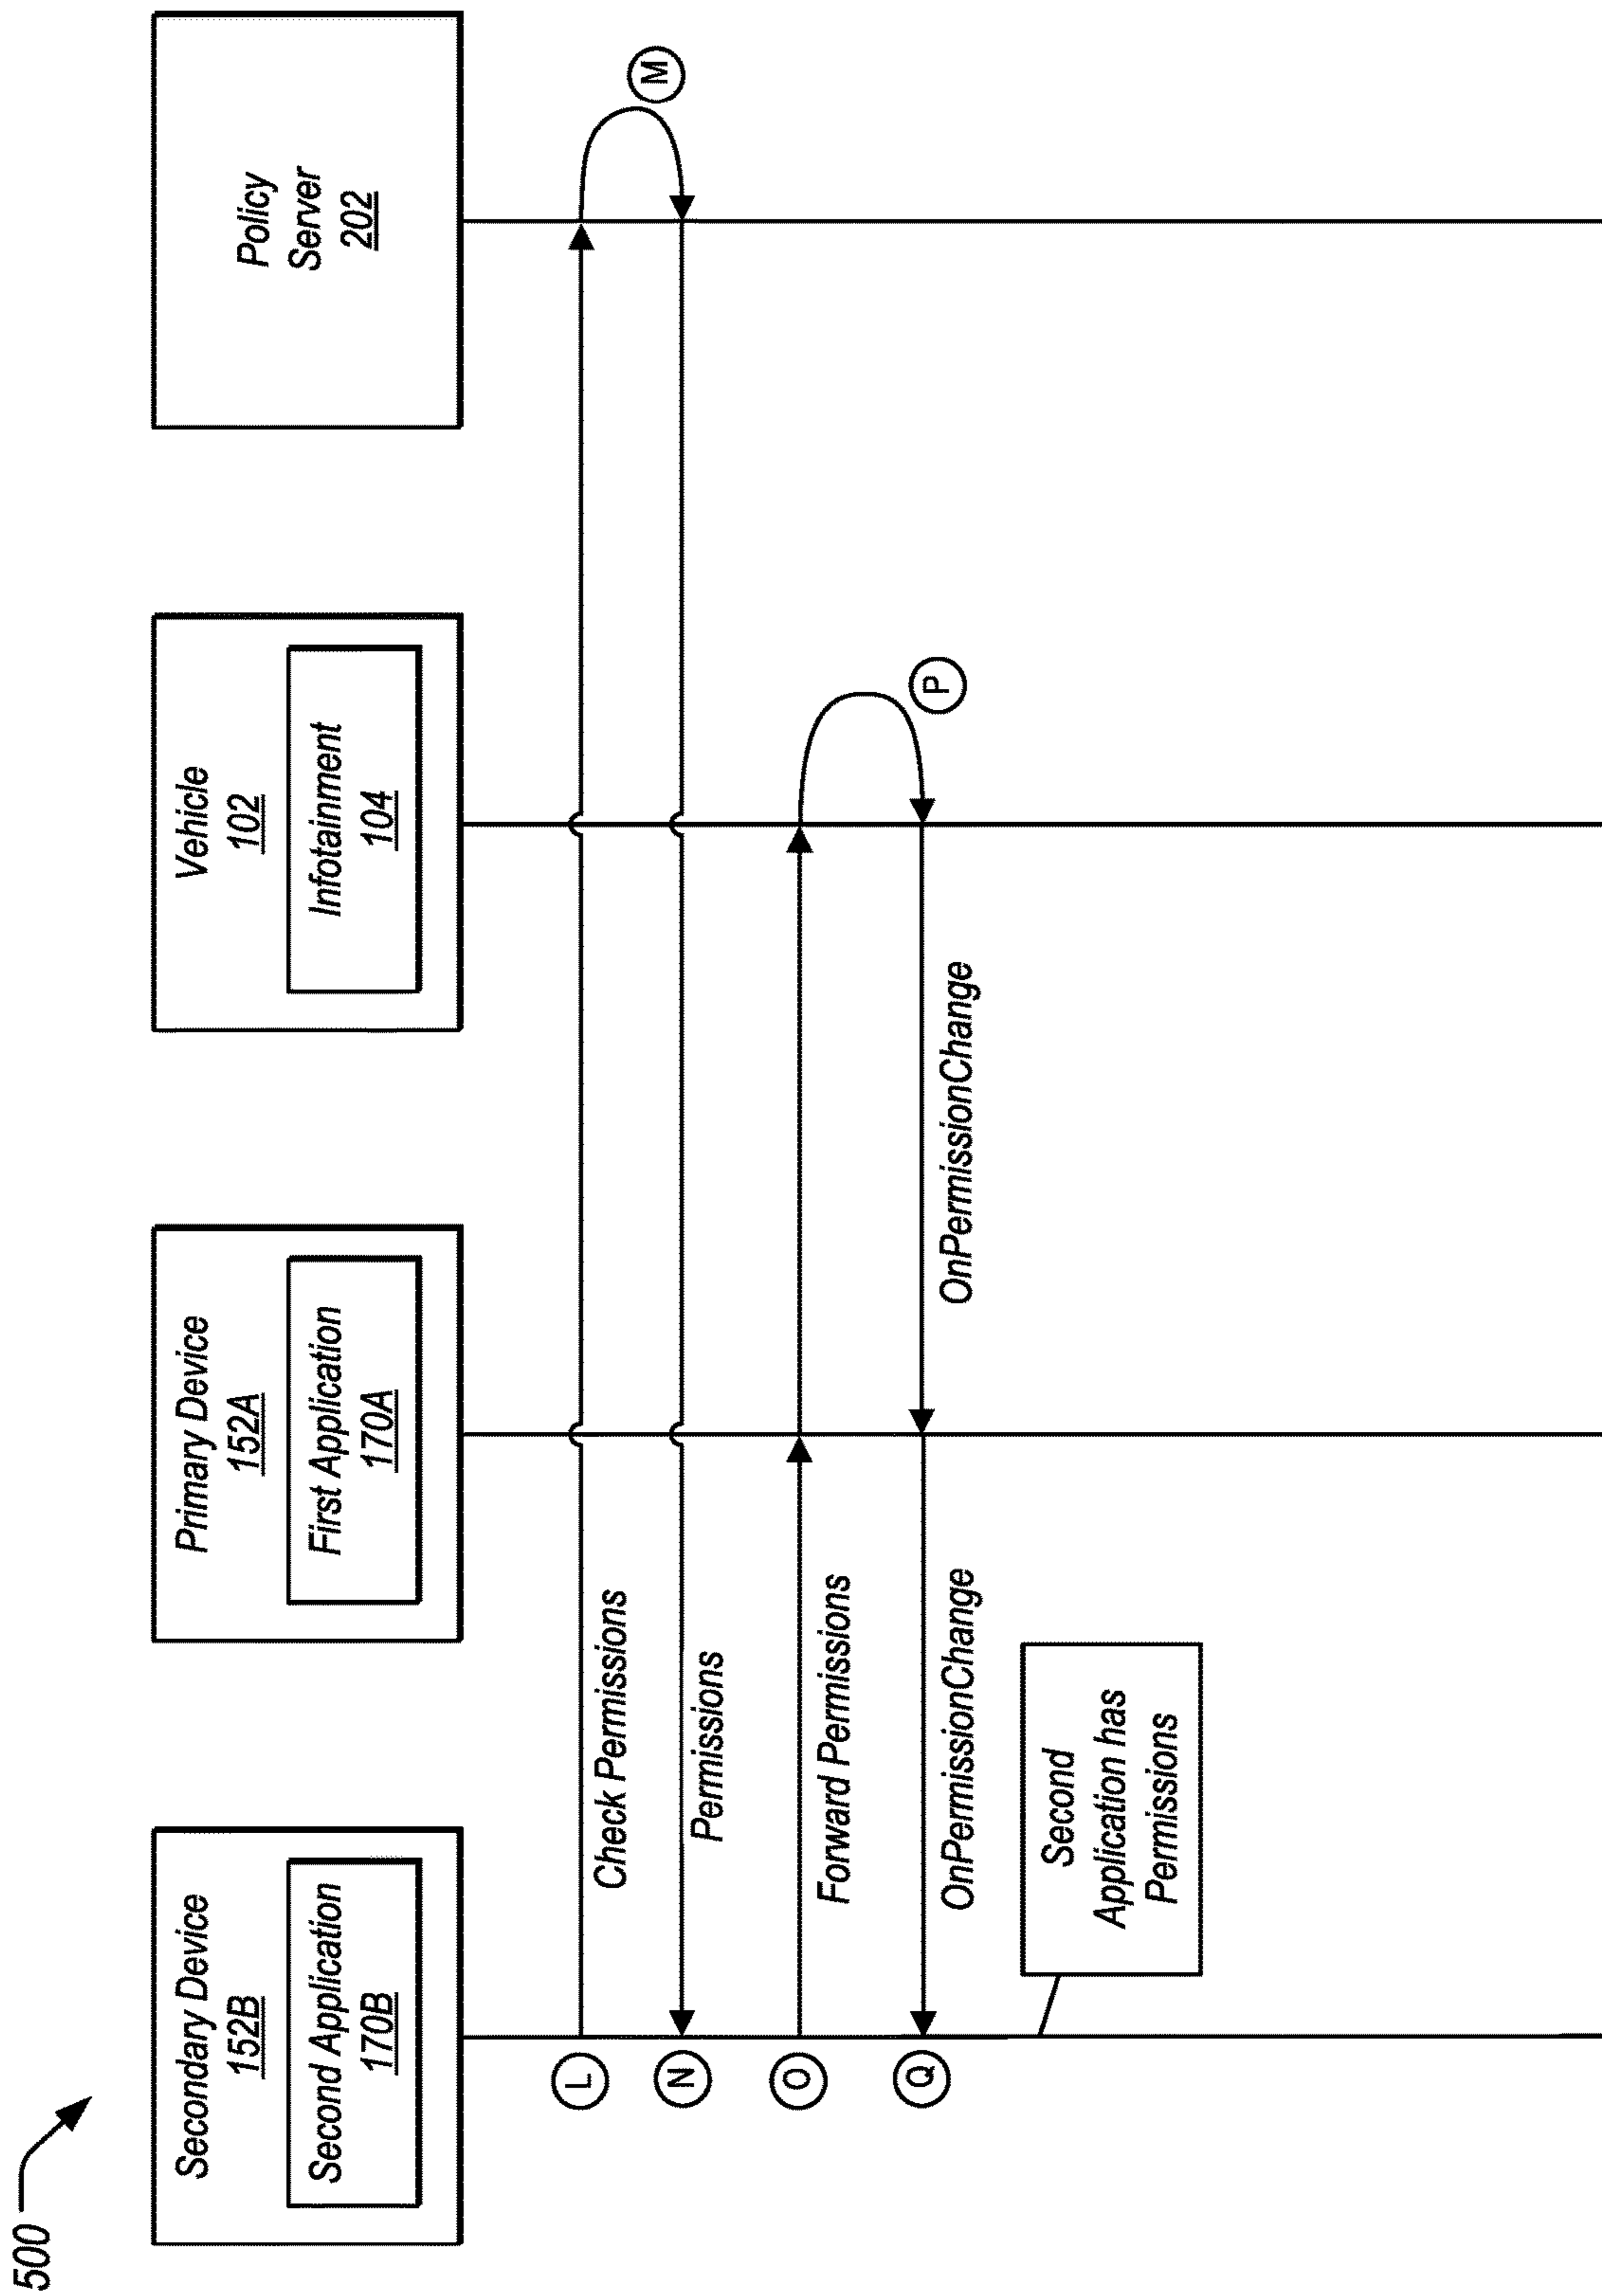 500
Secondary Device
152B
Second Application
170B
Primary Device
152A
First Application
170A
Vehicle
102
Infotainment
104
Policy
Server
202
L
Check Permissions
M
N
Permissions
O
Forward Permissions
P
Q
OnPermissionChange
OnPermissionChange
Second
Application has
Permissions